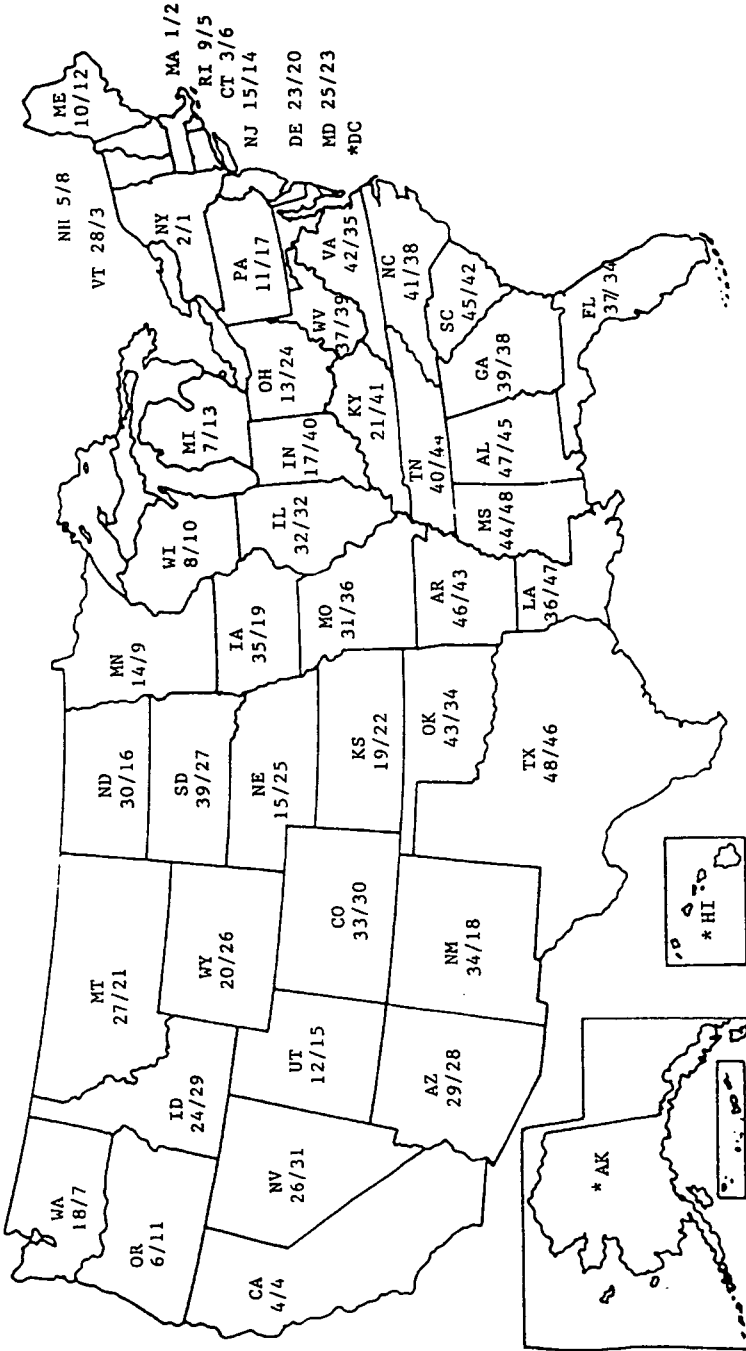 WA
18/7
OR
6/11
CA
4/4
NV
26/31
ID
24/29
MT
27/21
WY
20/26
UT
12/15
AZ
29/28
CO
33/30
NM
34/18
ND
30/16
SD
39/27
NE
15/25
KS
19/22
OK
43/34
TX
48/46
MN
14/9
IA
35/19
MO
31/36
AR
46/43
LA
36/47
WI
8/10
IL
32/32
MI
7/13
IN
17/40
OH
13/24
KY
21/41
TN
40/44
MS
44/48
AL
47/45
GA
39/38
FL
37/34
SC
45/42
NC
41/38
VA
42/35
WV
37/39
PA
11/17
NY
2/1
VT 28/3
NH 5/8
ME
10/12
MA 1/2
RI 9/5
CT 3/6
NJ 15/14
DE 23/20
MD 25/23
*DC
* AK
* HI